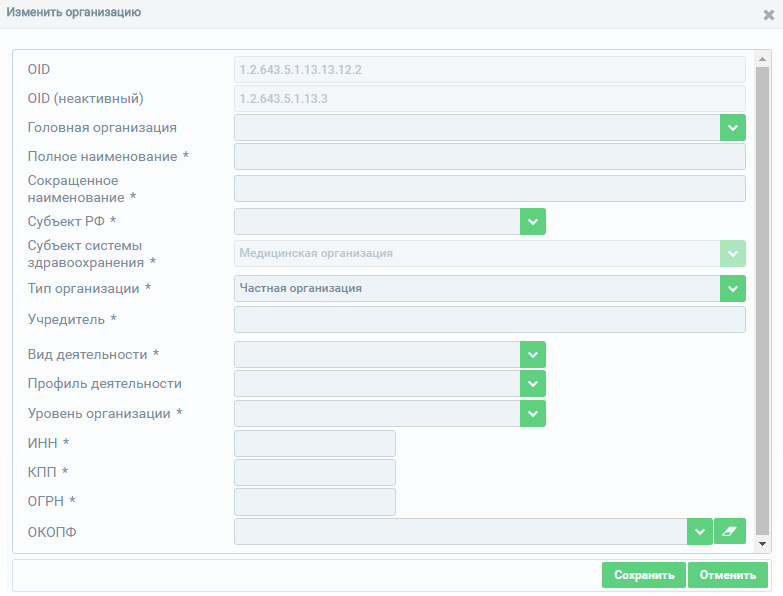 Изменить организацию
OID 1.2.643.5.1.13.13.12.2
OID (неактивный) 1.2.643.5.1.13.3
Головная организация
Полное наименование *
Сокращенное
наименование *
Субъект РФ *
Субъект системы
здравоохранения * Медицинская организация
Тип организации * Частная организация
Учредитель *
Вид деятельности *
Профиль деятельности
Уровень организации *
ИНН *
КПП *
ОГРН *
ОКОПФ
Сохранить Отменить